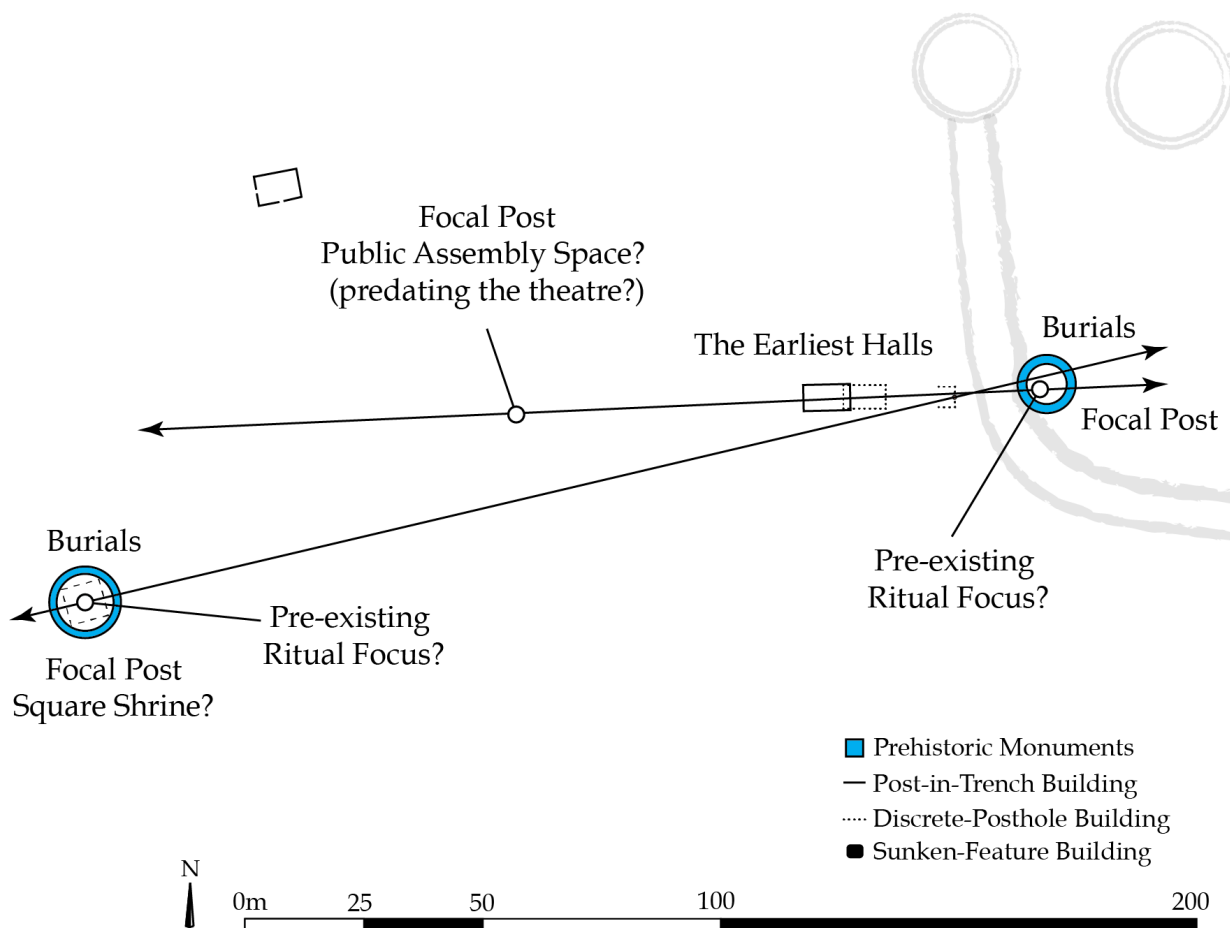 Focal Post
Public Assembly Space?
(predating the theatre?)
The Earliest Halls
Burials
Focal Post
Pre-existing
Ritual Focus?
Burials
Pre-existing
Ritual Focus?
Focal Post
Square Shrine?
Prehistoric Monuments
Post-in-Trench Building
Discrete-Posthole Building
Sunken-Feature Building
N
0m 25 50 100 200